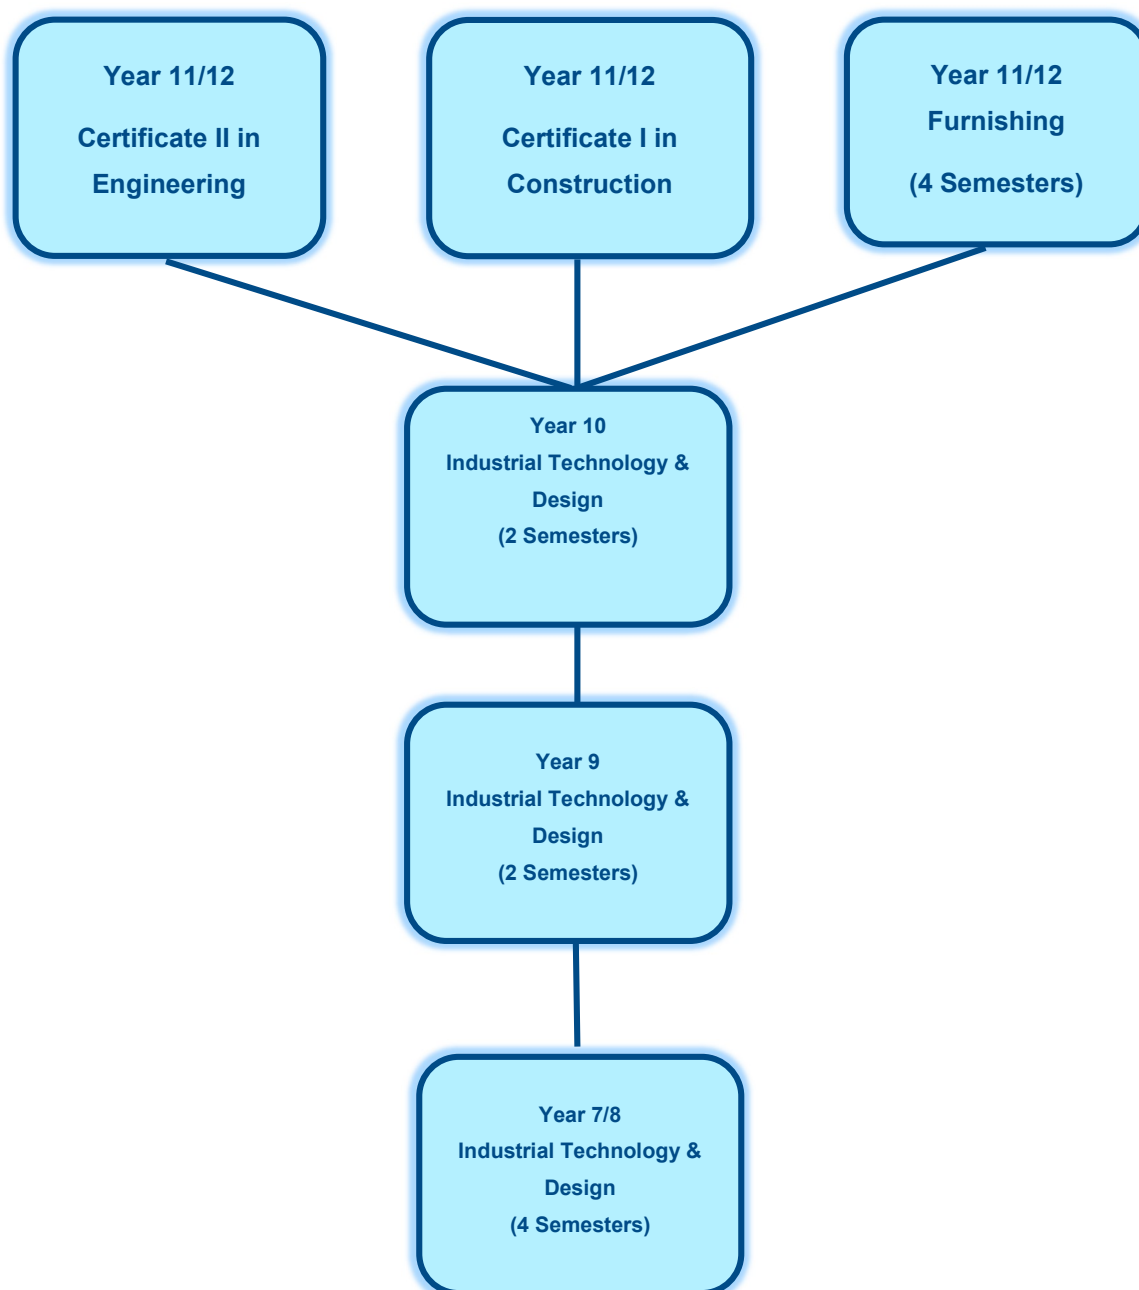 Year 11/12
Certificate II in
Engineering
Year 11/12
Certificate I in
Construction
Year 11/12
Furnishing
(4 Semesters)
Year 10
Industrial Technology &
Design
(2 Semesters)
Year 9
Industrial Technology &
Design
(2 Semesters)
Year 7/8
Industrial Technology &
Design
(4 Semesters)